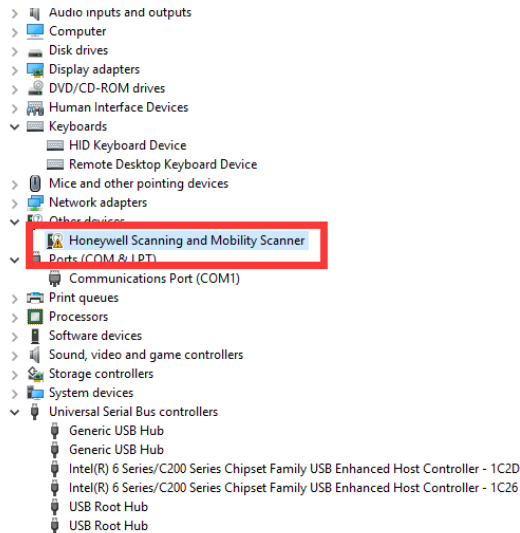 Audio inputs and outputs
Computer
Disk drives
Display adapters
DVD/CD-ROM drives
Human Interface Devices
Keyboards
HID Keyboard Device
Remote Desktop Keyboard Device
Mice and other pointing devices
Network adapters
Other devices
Honeywell Scanning and Mobility Scanner
Ports (COM & LPT)
Communications Port (COM1)
Print queues
Processors
Software devices
Sound, video and game controllers
Storage controllers
System devices
Universal Serial Bus controllers
Generic USB Hub
Generic USB Hub
Intel(R) 6 Series/C200 Series Chipset Family USB Enhanced Host Controller - 1C2D
Intel(R) 6 Series/C200 Series Chipset Family USB Enhanced Host Controller - 1C26
USB Root Hub
USB Root Hub